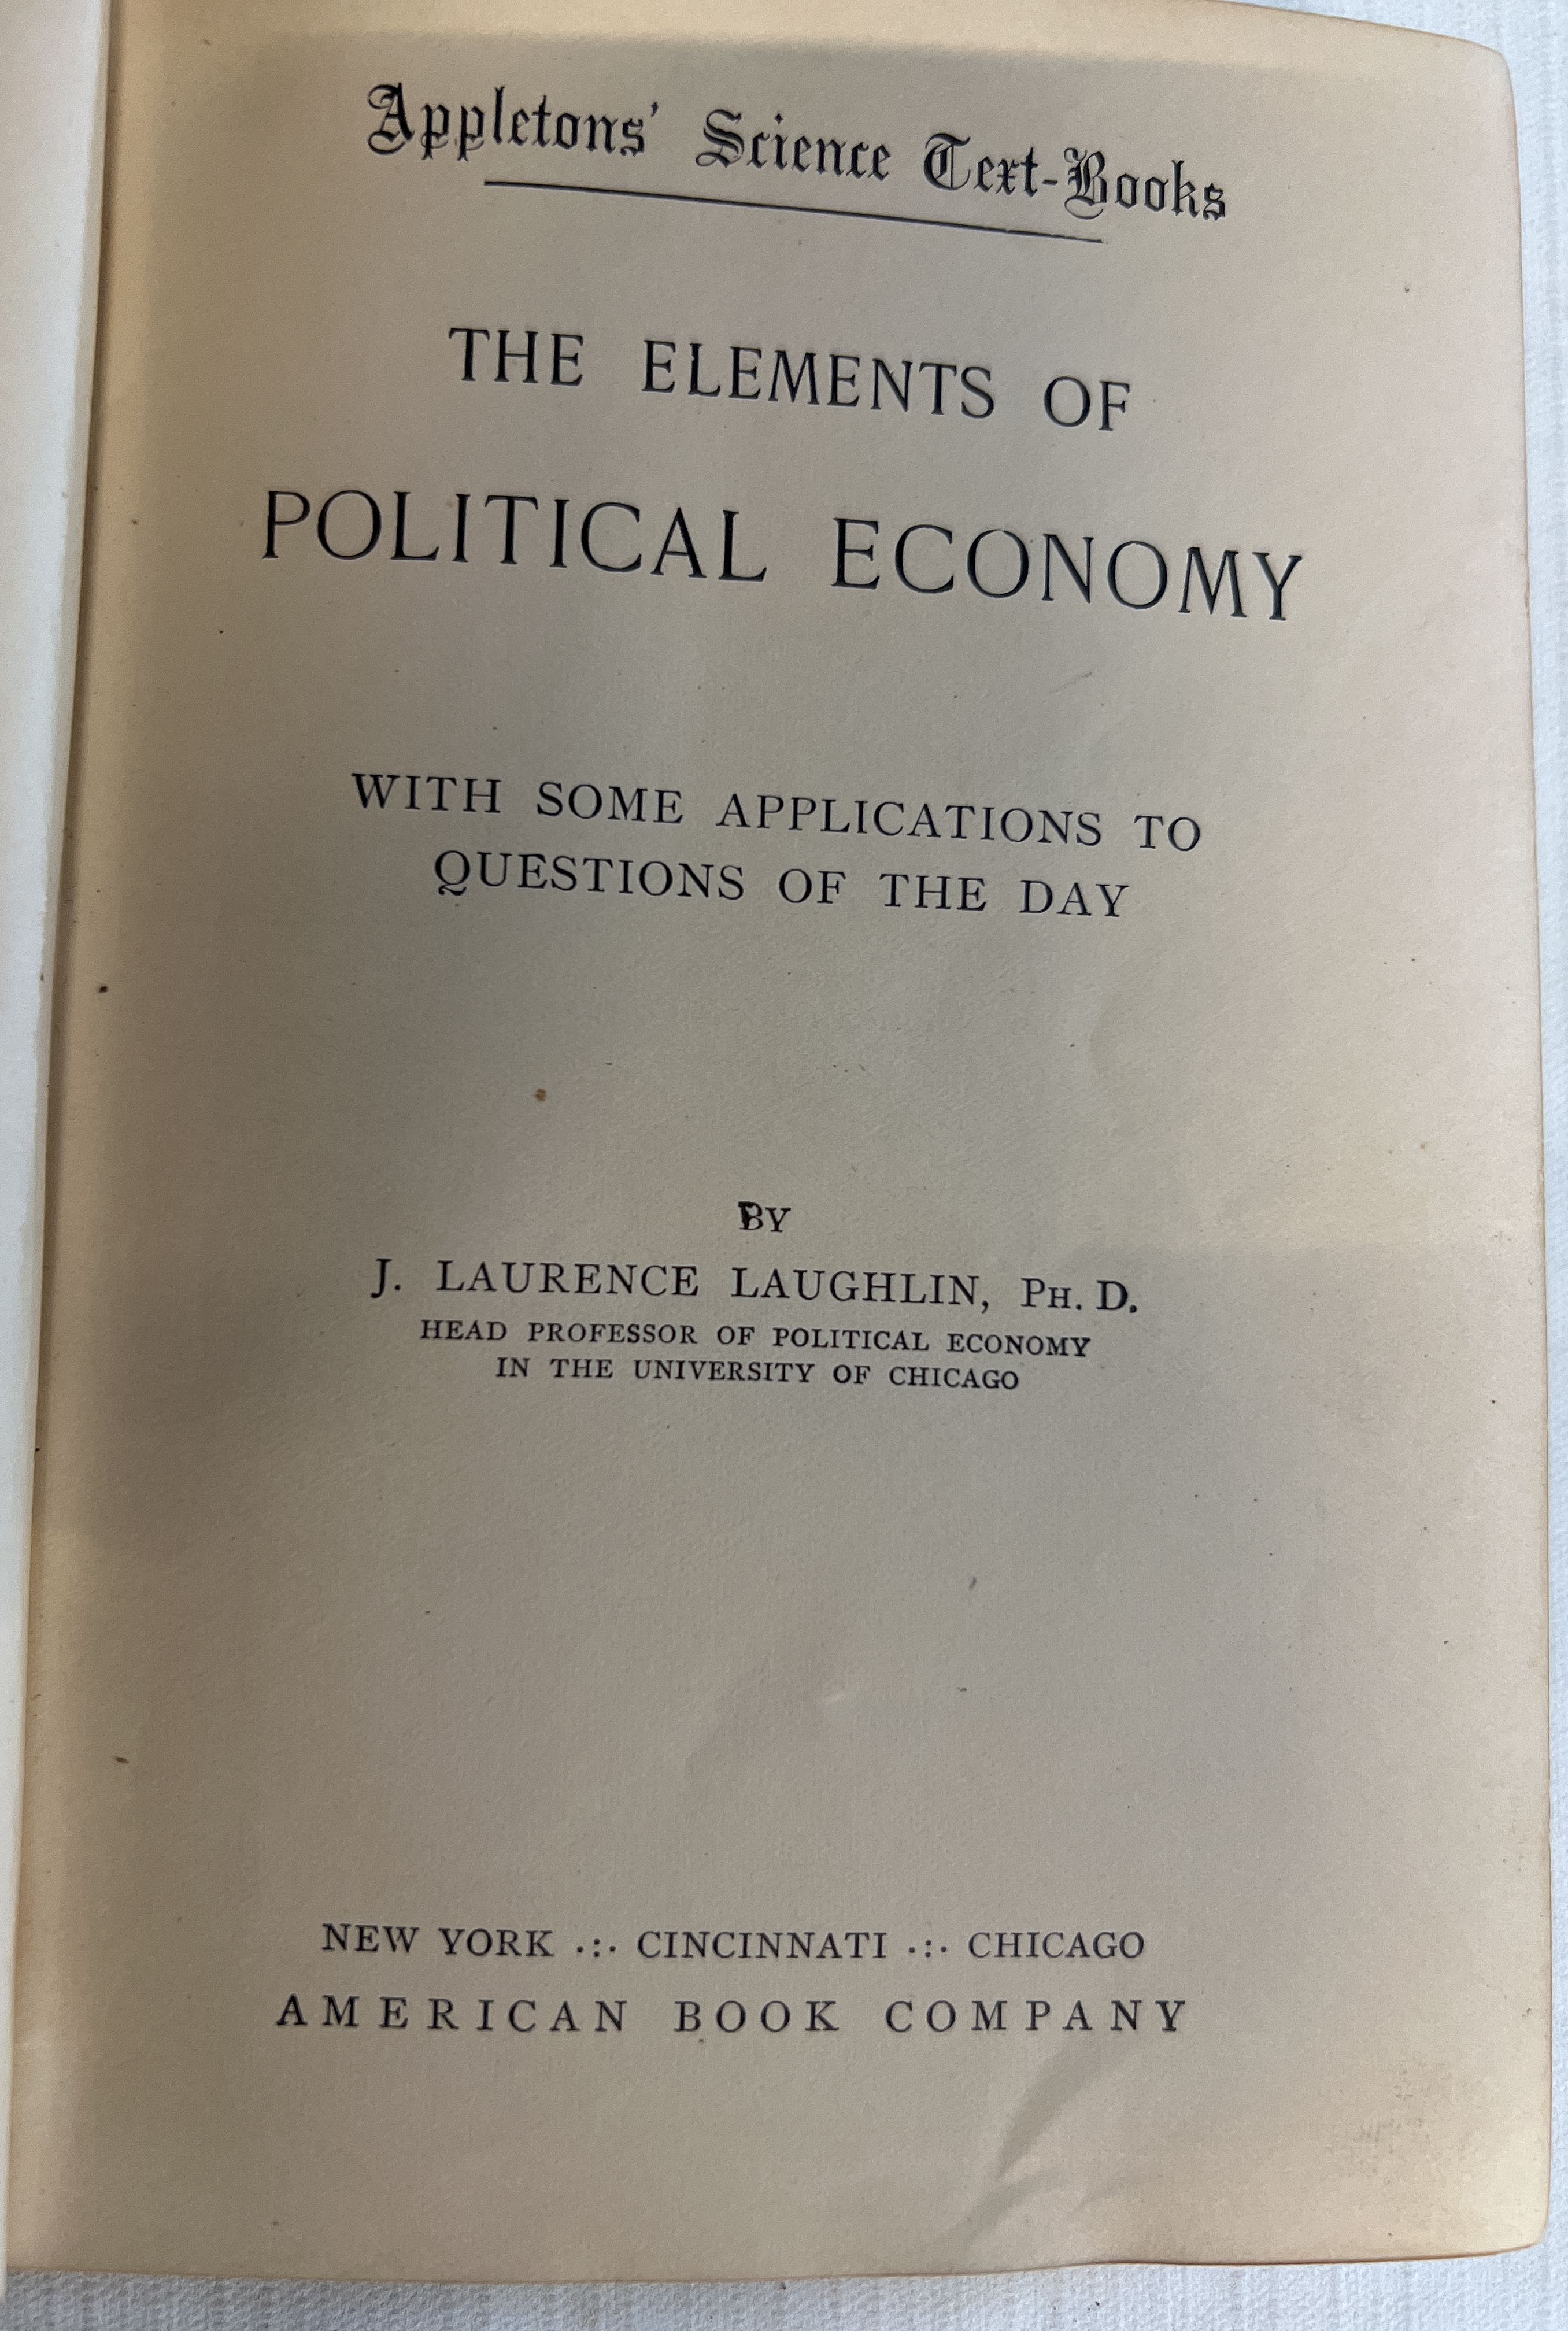 Appletons' Science Text-Books
THE ELEMENTS OF
POLITICAL ECONOMY
WITH SOME APPLICATIONS TO
QUESTIONS OF THE DAY
BY
J. LAURENCE LAUGHLIN, PH. D.
HEAD PROFESSOR OF POLITICAL ECONOMY
IN THE UNIVERSITY OF CHICAGO
NEW YORK .:. CINCINNATI .:. CHICAGO
AMERICAN BOOK COMPANY